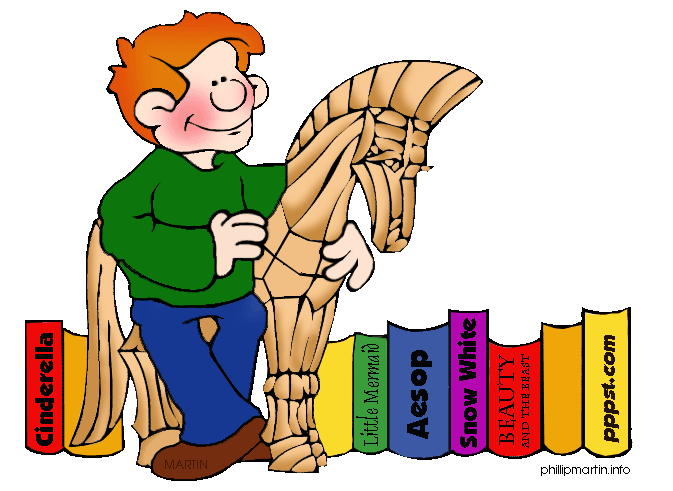 Cinderella
Little Mermaid
Aesop
Snow White
BEAUTY
AND THE BEAST
pppst.com
MARTIN
phillipmartin.info